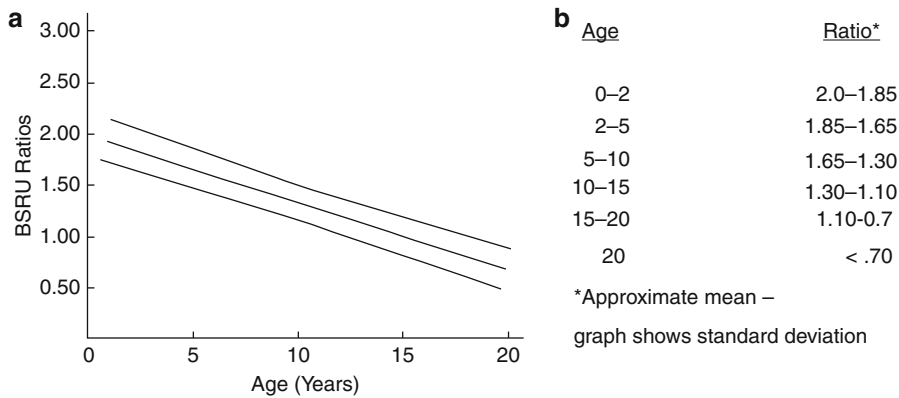 a
3.00
2.50
2.00
1.50
1.00
0.50
BSRU Ratios
0 5 10 15 20
Age (Years)
b
Age Ratio*
0–2 2.0–1.85
2–5 1.85–1.65
5–10 1.65–1.30
10–15 1.30–1.10
15–20 1.10-0.7
20 < .70
*Approximate mean –
graph shows standard deviation